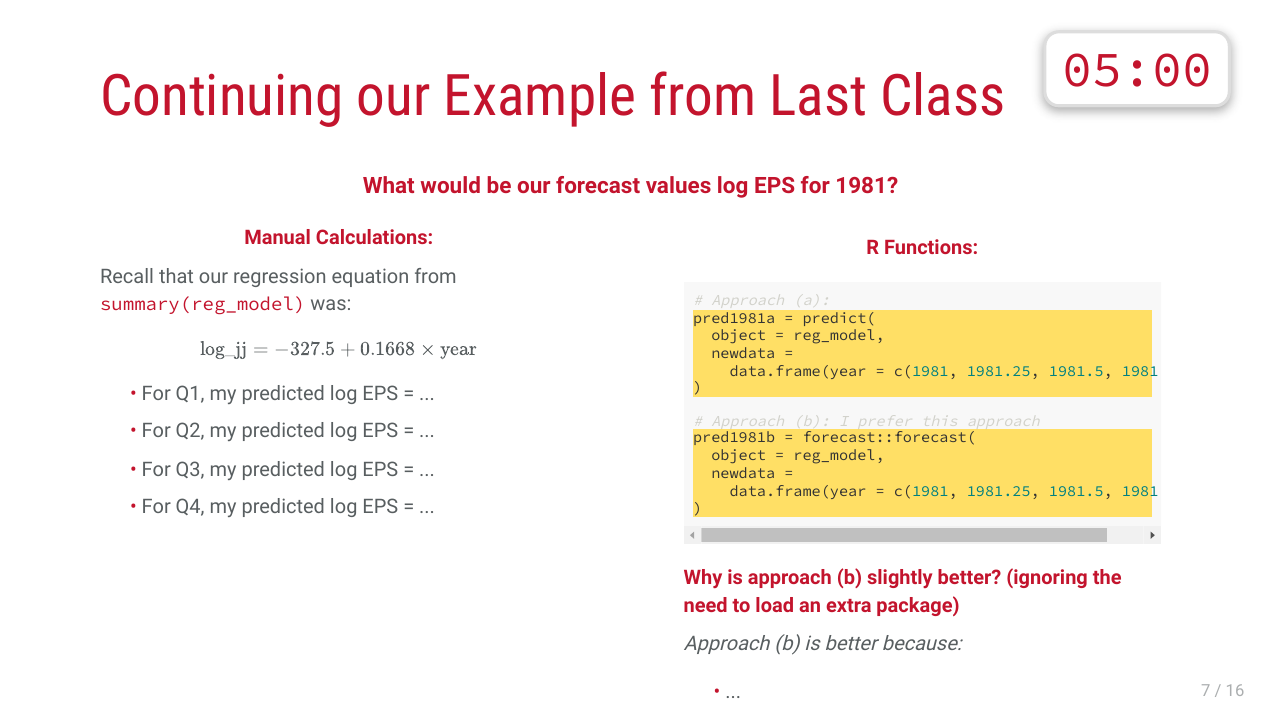 05:00
Continuing our Example from Last Class
What would be our forecast values log EPS for 1981?
Manual Calculations:
Recall that our regression equation from
summary(reg_model) was:
log_jj = −327.5 + 0.1668 × year
• For Q1, my predicted log EPS = ...
• For Q2, my predicted log EPS = ...
• For Q3, my predicted log EPS = ...
• For Q4, my predicted log EPS = ...
R Functions:
# Approach (a):
pred1981a = predict(
  object = reg_model,
  newdata =
    data.frame(year = c(1981, 1981.25, 1981.5, 1981
)
# Approach (b): I prefer this approach
pred1981b = forecast::forecast(
  object = reg_model,
  newdata =
    data.frame(year = c(1981, 1981.25, 1981.5, 1981
)
Why is approach (b) slightly better? (ignoring the
need to load an extra package)
Approach (b) is better because:
• ...
7 / 16